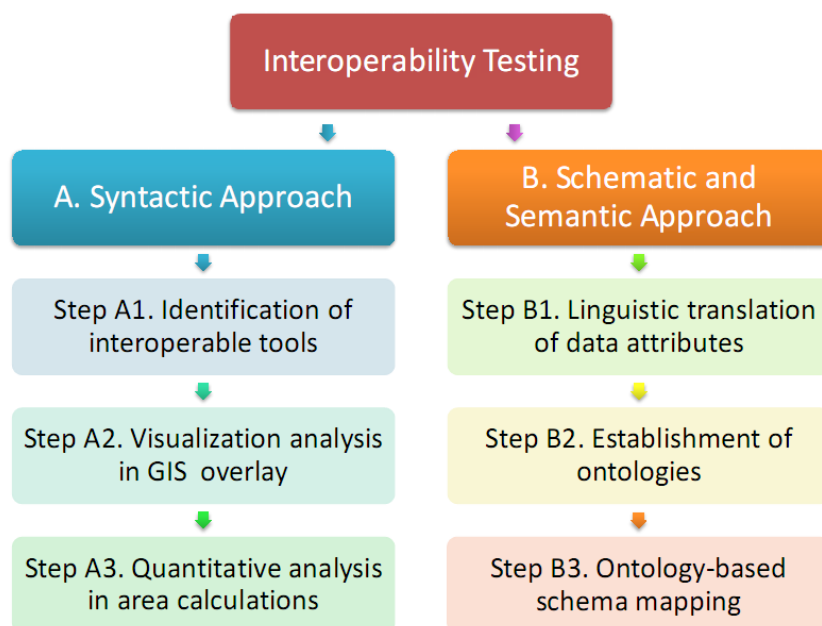 Interoperability Testing
A. Syntactic Approach
Step A1. Identification of
interoperable tools
Step A2. Visualization analysis
in GIS overlay
Step A3. Quantitative analysis
in area calculations
B. Schematic and
Semantic Approach
Step B1. Linguistic translation
of data attributes
Step B2. Establishment of
ontologies
Step B3. Ontology-based
schema mapping